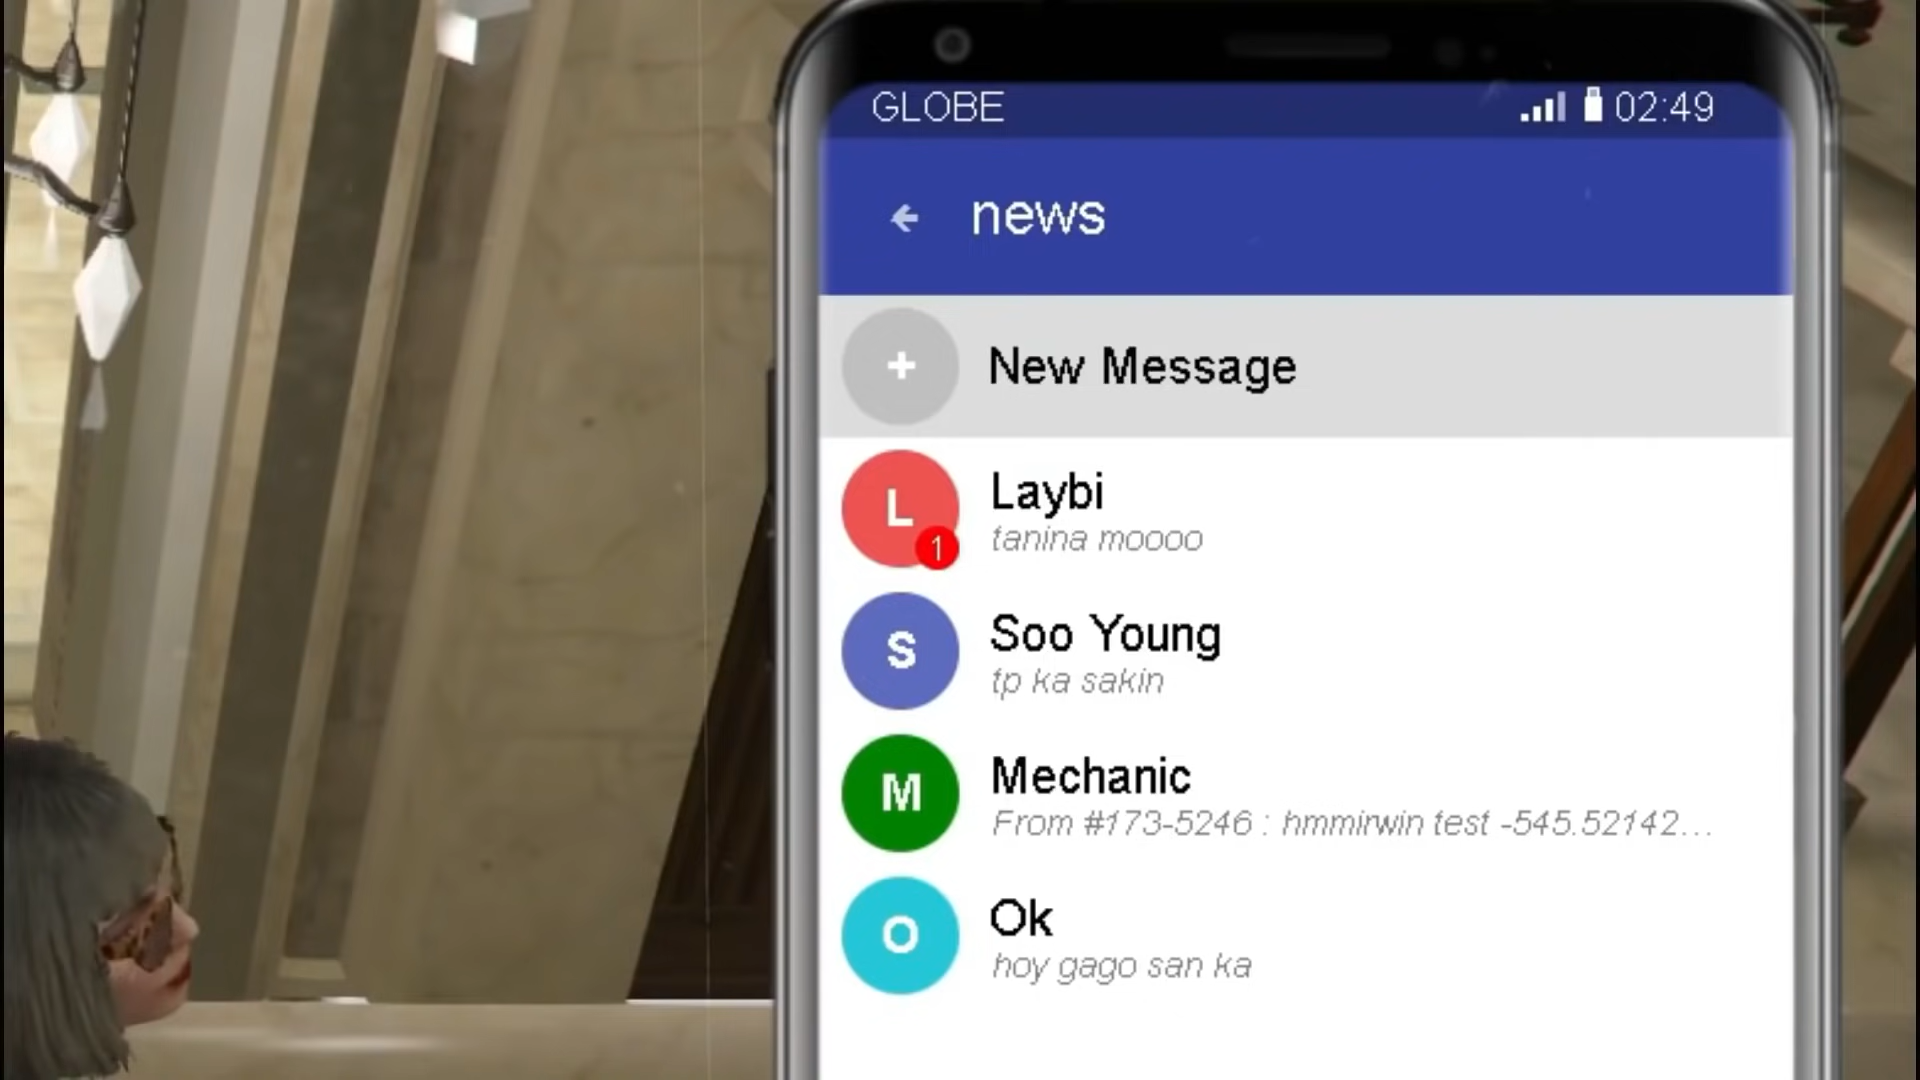 GLOBE 02:49
news
+ New Message
L 1 Laybi
tanina moooo
S Soo Young
tp ka sakin
M Mechanic
From #173-5246 : hmmirwin test -545.52142...
O Ok
hoy gago san ka